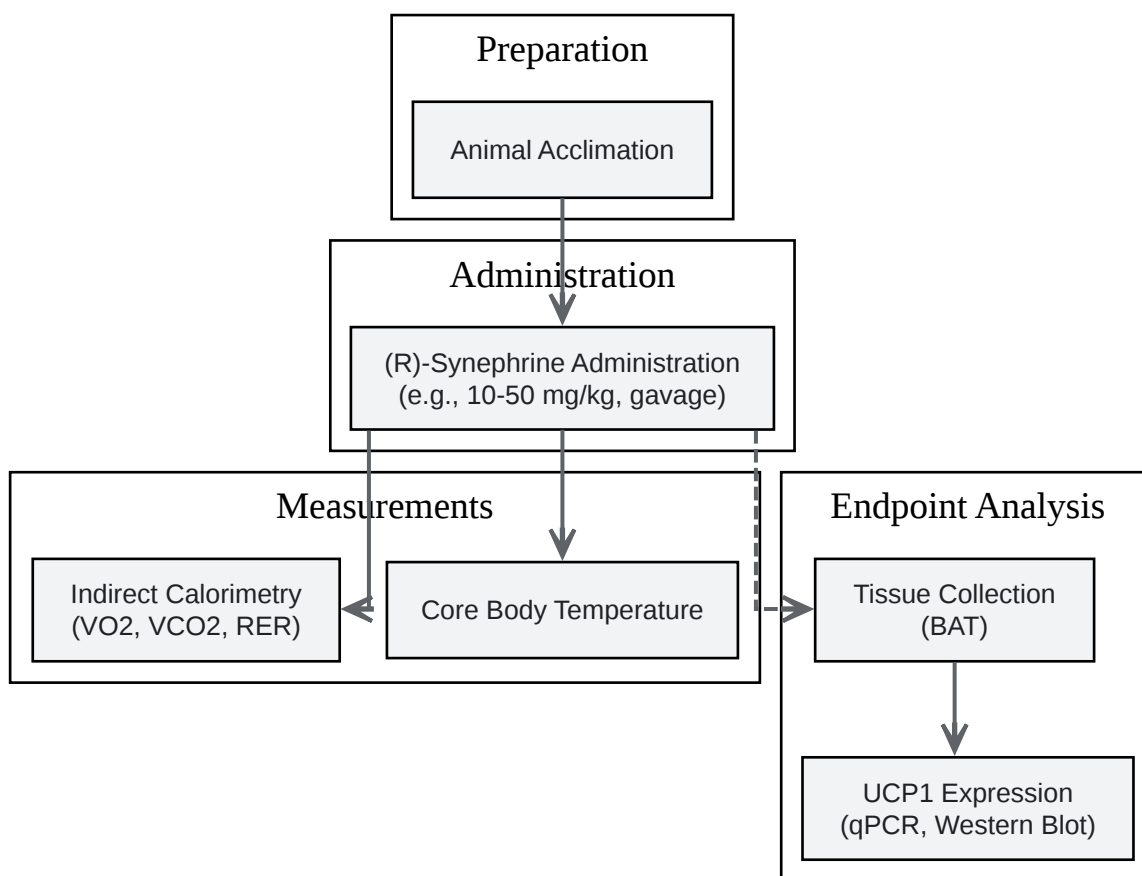 Preparation
Animal Acclimation
Administration
(R)-Synephrine Administration
(e.g., 10-50 mg/kg, gavage)
Measurements
Indirect Calorimetry
(VO2, VCO2, RER)
Core Body Temperature
Endpoint Analysis
Tissue Collection
(BAT)
UCP1 Expression
(qPCR, Western Blot)